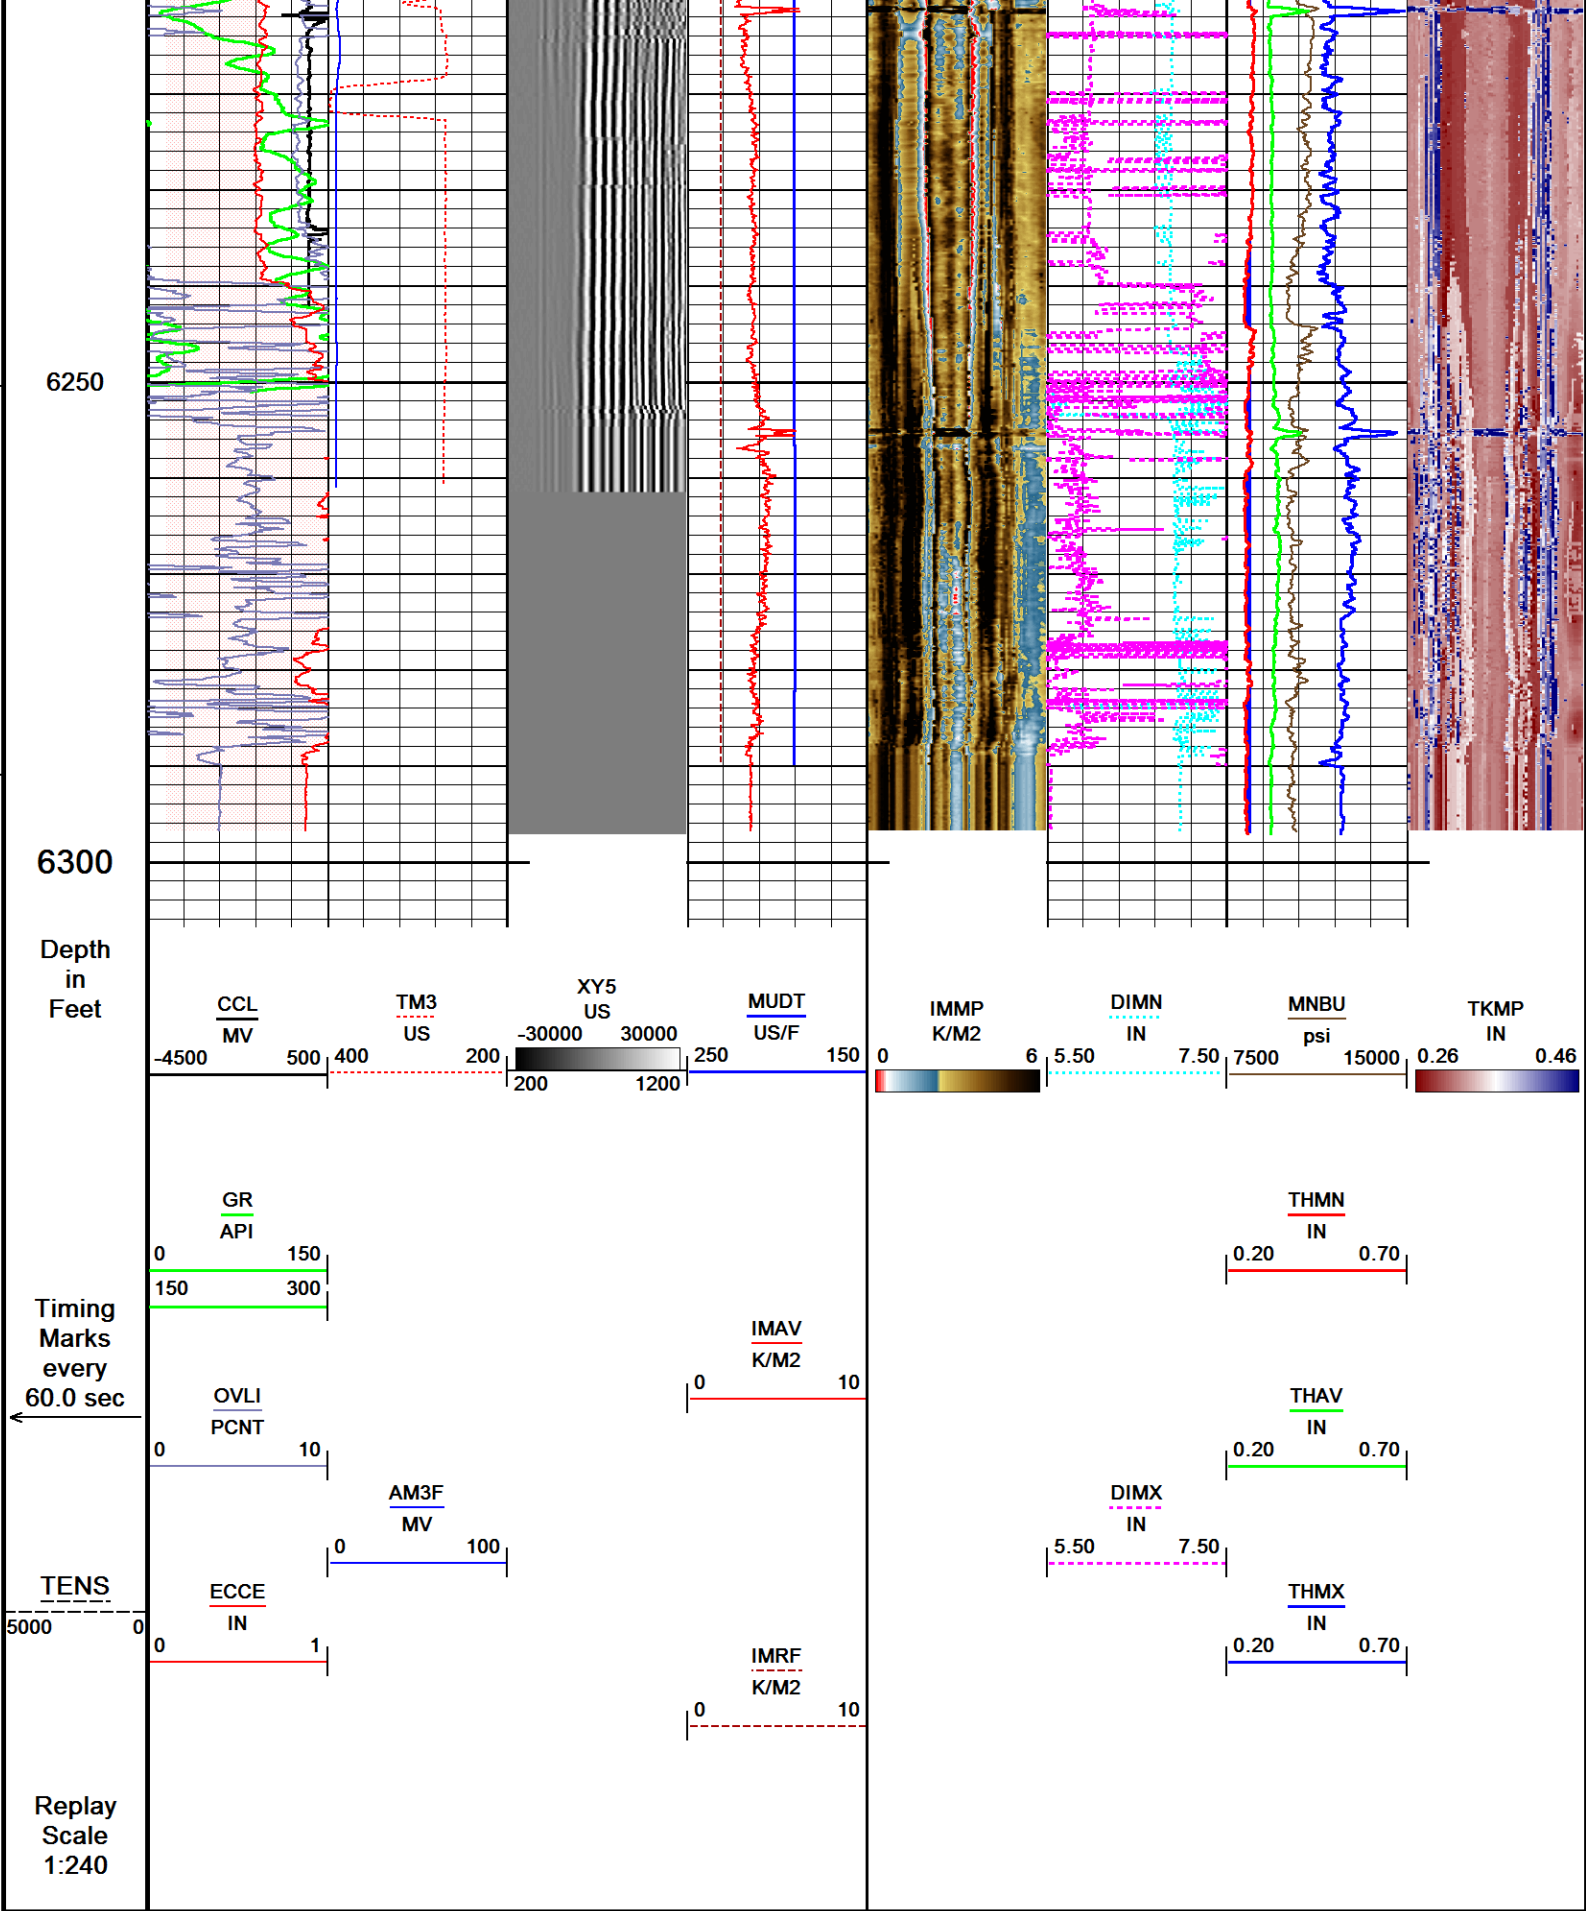 6250
6300
Depth
in
Feet
CCL
MV
-4500 500
TM3
US
400 200
XY5
US
-30000 30000
200 1200
MUDT
US/F
250 150
IMMP
K/M2
0 6
DIMN
IN
5.50 7.50
MNBU
psi
7500 15000
TKMP
IN
0.26 0.46
GR
API
0 150
150 300
THMN
IN
0.20 0.70
Timing
Marks
every
60.0 sec
IMAV
K/M2
0 10
OVLI
PCNT
0 10
THAV
IN
0.20 0.70
AM3F
MV
0 100
DIMX
IN
5.50 7.50
TENS
5000 0
ECCE
IN
0 1
THMX
IN
0.20 0.70
IMRF
K/M2
0 10
Replay
Scale
1:240